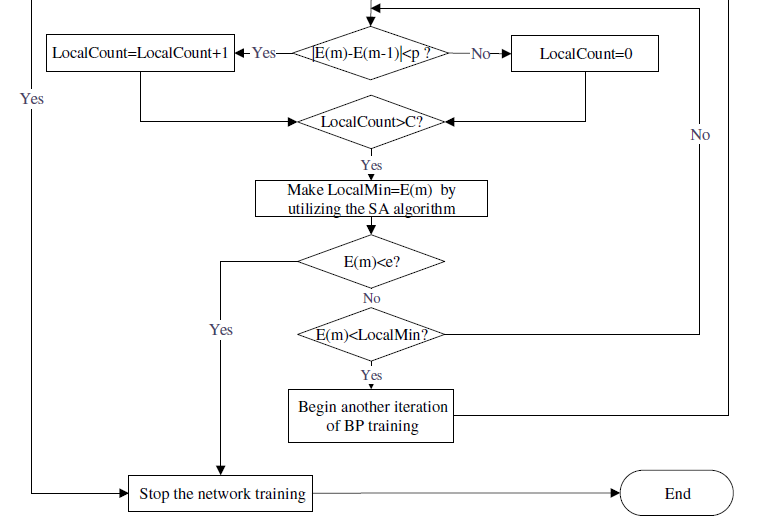 |E(m)-E(m-1)|<p ?
LocalCount=LocalCount+1
Yes
No
LocalCount=0
Yes
LocalCount>C?
No
Yes
Make LocalMin=E(m) by
utilizing the SA algorithm
E(m)<e?
No
Yes
E(m)<LocalMin?
Yes
Begin another iteration
of BP training
Stop the network training
End